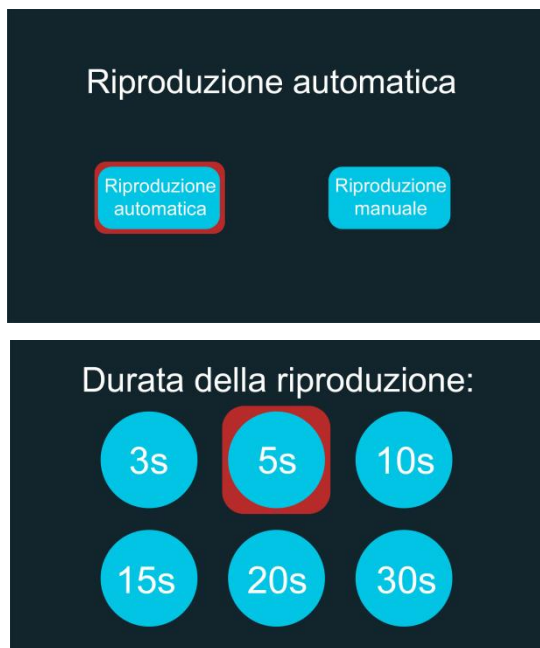 Riproduzione automatica
Riproduzione
automatica
Riproduzione
manuale
Durata della riproduzione:
3s
5s
10s
15s
20s
30s